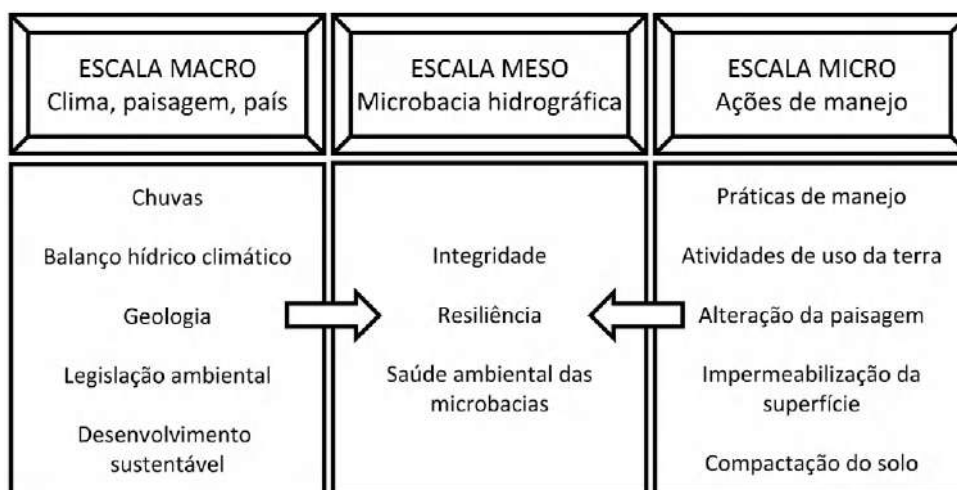 ESCALA MACRO
Clima, paisagem, país
Chuvas
Balanço hídrico climático
Geologia
Legislação ambiental
Desenvolvimento
sustentável
ESCALA MESO
Microbacia hidrográfica
Integridade
Resiliência
Saúde ambiental das
microbacias
ESCALA MICRO
Ações de manejo
Práticas de manejo
Atividades de uso da terra
Alteração da paisagem
Impermeabilização da
superfície
Compactação do solo